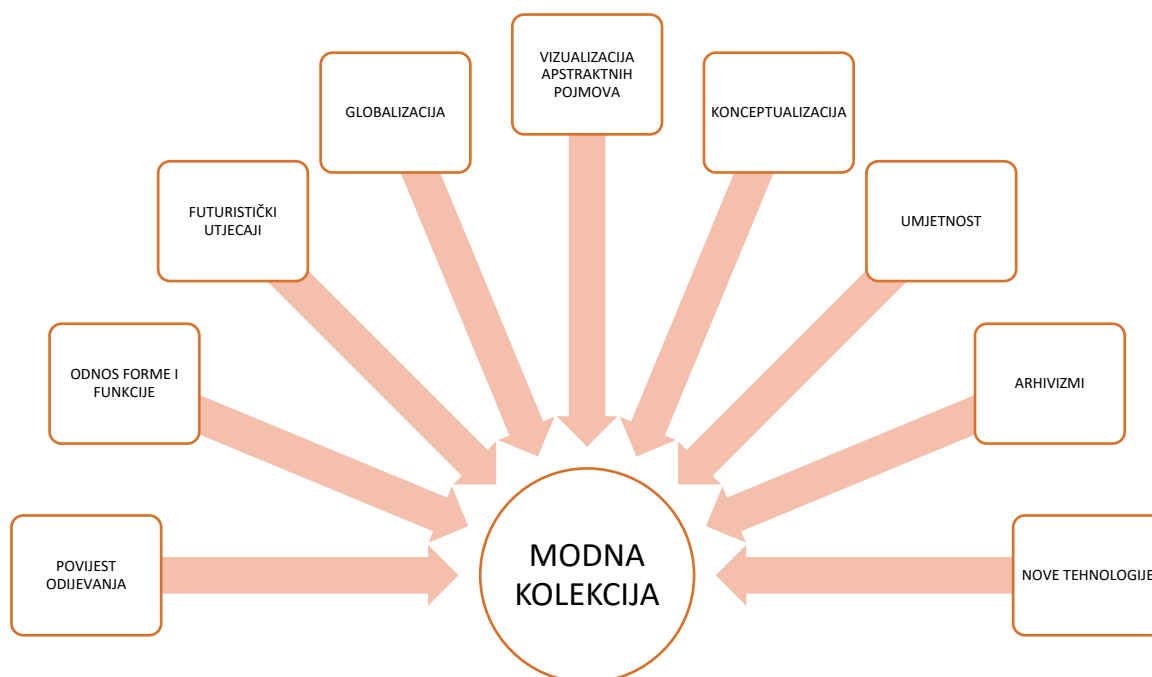 VIZUALIZACIJA
APSTRAKTNIH
POJMOVA
GLOBALIZACIJA
KONCEPTUALIZACIJA
FUTURISTIČKI
UTJECAJI
UMJETNOST
ODNOS FORME I
FUNKCIJE
ARHIVIZMI
POVIJEST
ODIJEVANJA
MODNA
KOLEKCIJA
NOVE TEHNOLOGIJE